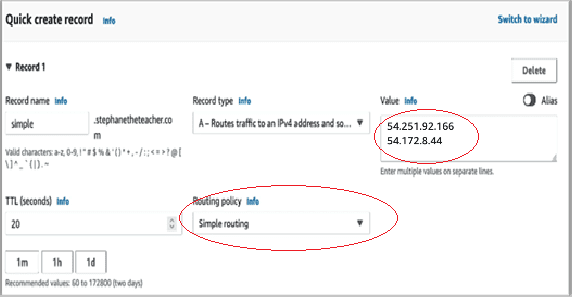 Quick create record Info
Switch to wizard
▼ Record 1
Delete
Record name Info
simple
.stephanetheteacher.co
m
Valid characters: a-z, 0-9, ! " # $ % & ' ( ) * + , - / : ; < = > ? @ [
\ ] ^ _ ` { | } . ~
Record type Info
A – Routes traffic to an IPv4 address and so... ▼
Value Info
Alias
54.251.92.166
54.172.8.44
Enter multiple values on separate lines.
TTL (seconds) Info
20
1m
1h
1d
Recommended values: 60 to 172800 (two days)
Routing policy Info
Simple routing ▼